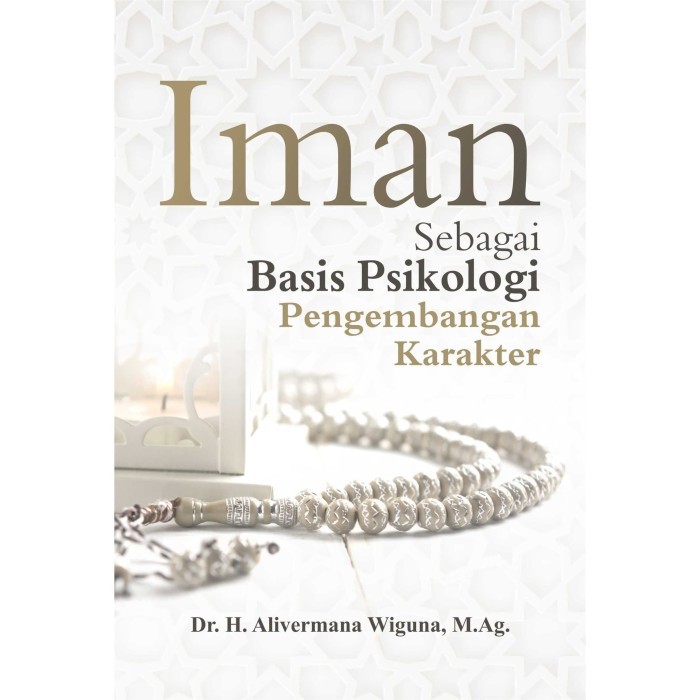 Iman
Sebagai
Basis Psikologi
Pengembangan
Karakter
Dr. H. Alivermana Wiguna, M.Ag.